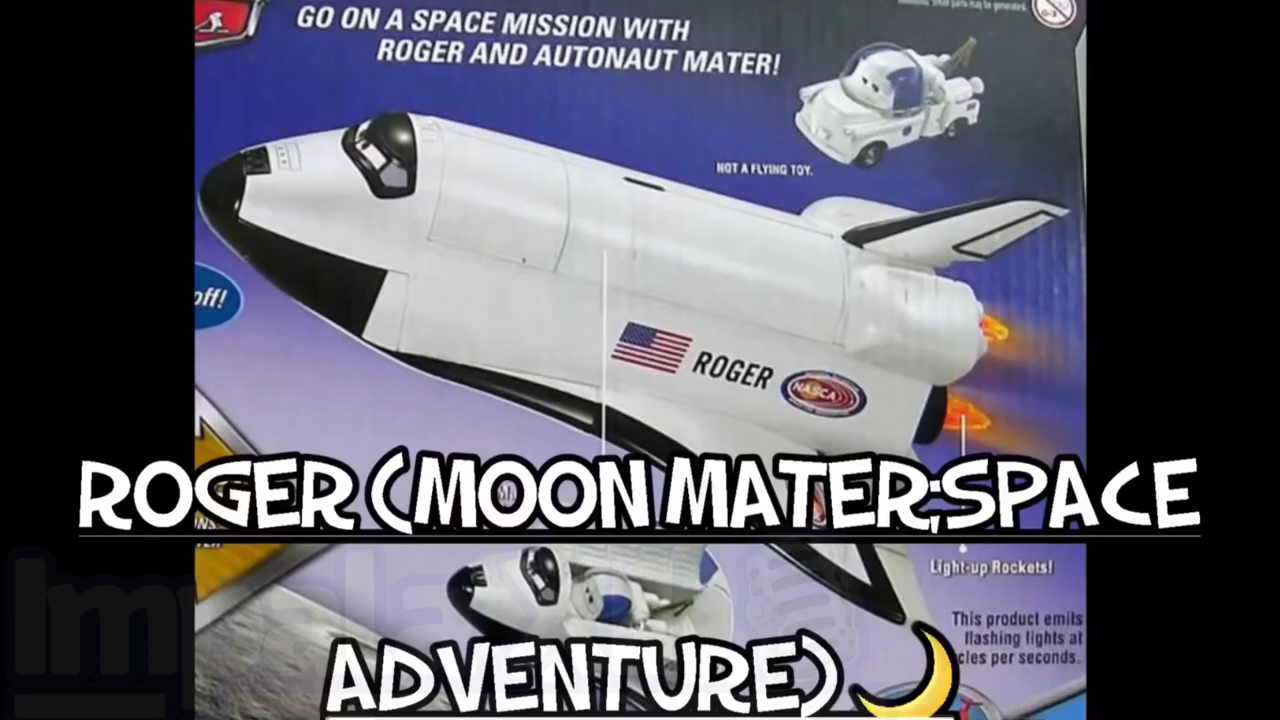 GO ON A SPACE MISSION WITH
ROGER AND AUTONAUT MATER!
NOT A FLYING TOY.
off!
ROGER
NASCA
ROGER (MOON MATER;SPACE
Light-up Rockets!
This product emits
flashing lights at
cles per seconds.
ADVENTURE) 🌙